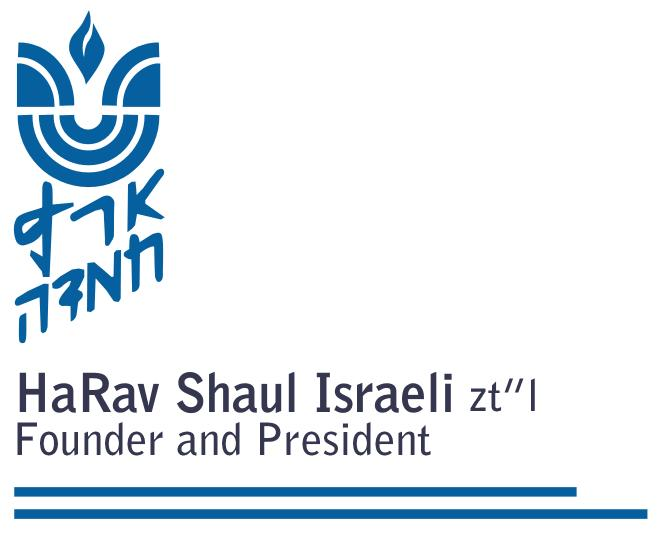 ארץ
חמדה
HaRav Shaul Israeli zt"l
Founder and President